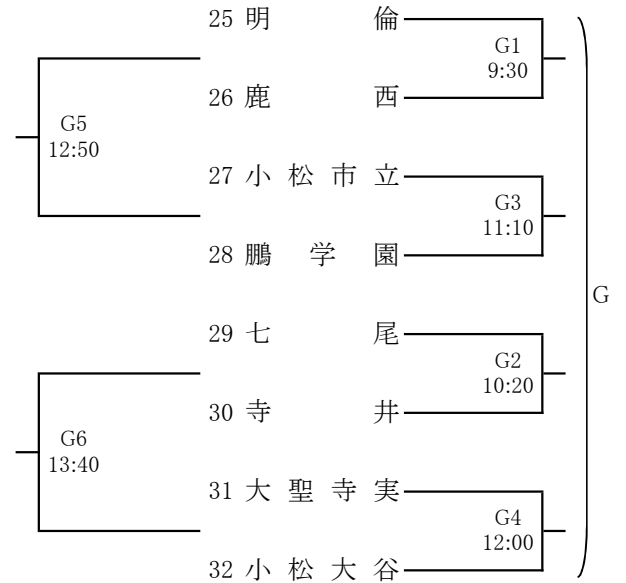 25 明 倫
G1
9:30
26 鹿 西
G5
12:50
27 小 松 市 立
G3
11:10
28 鵬 学 園
G
29 七 尾
G2
10:20
30 寺 井
G6
13:40
31 大 聖 寺 実
G4
12:00
32 小 松 大 谷